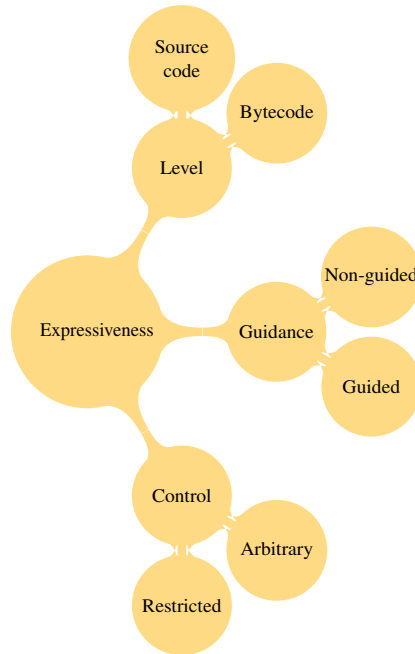 Source
code
Bytecode
Level
Non-guided
Expressiveness
Guidance
Guided
Control
Arbitrary
Restricted